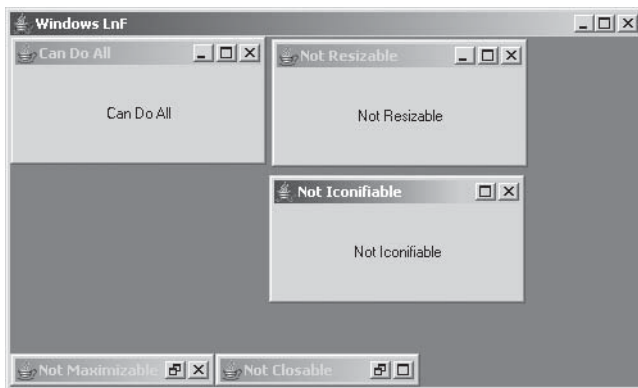 Windows LnF
Can Do All
Can Do All
Not Resizable
Not Resizable
Not Iconifiable
Not Iconifiable
Not Maximizable
Not Closable